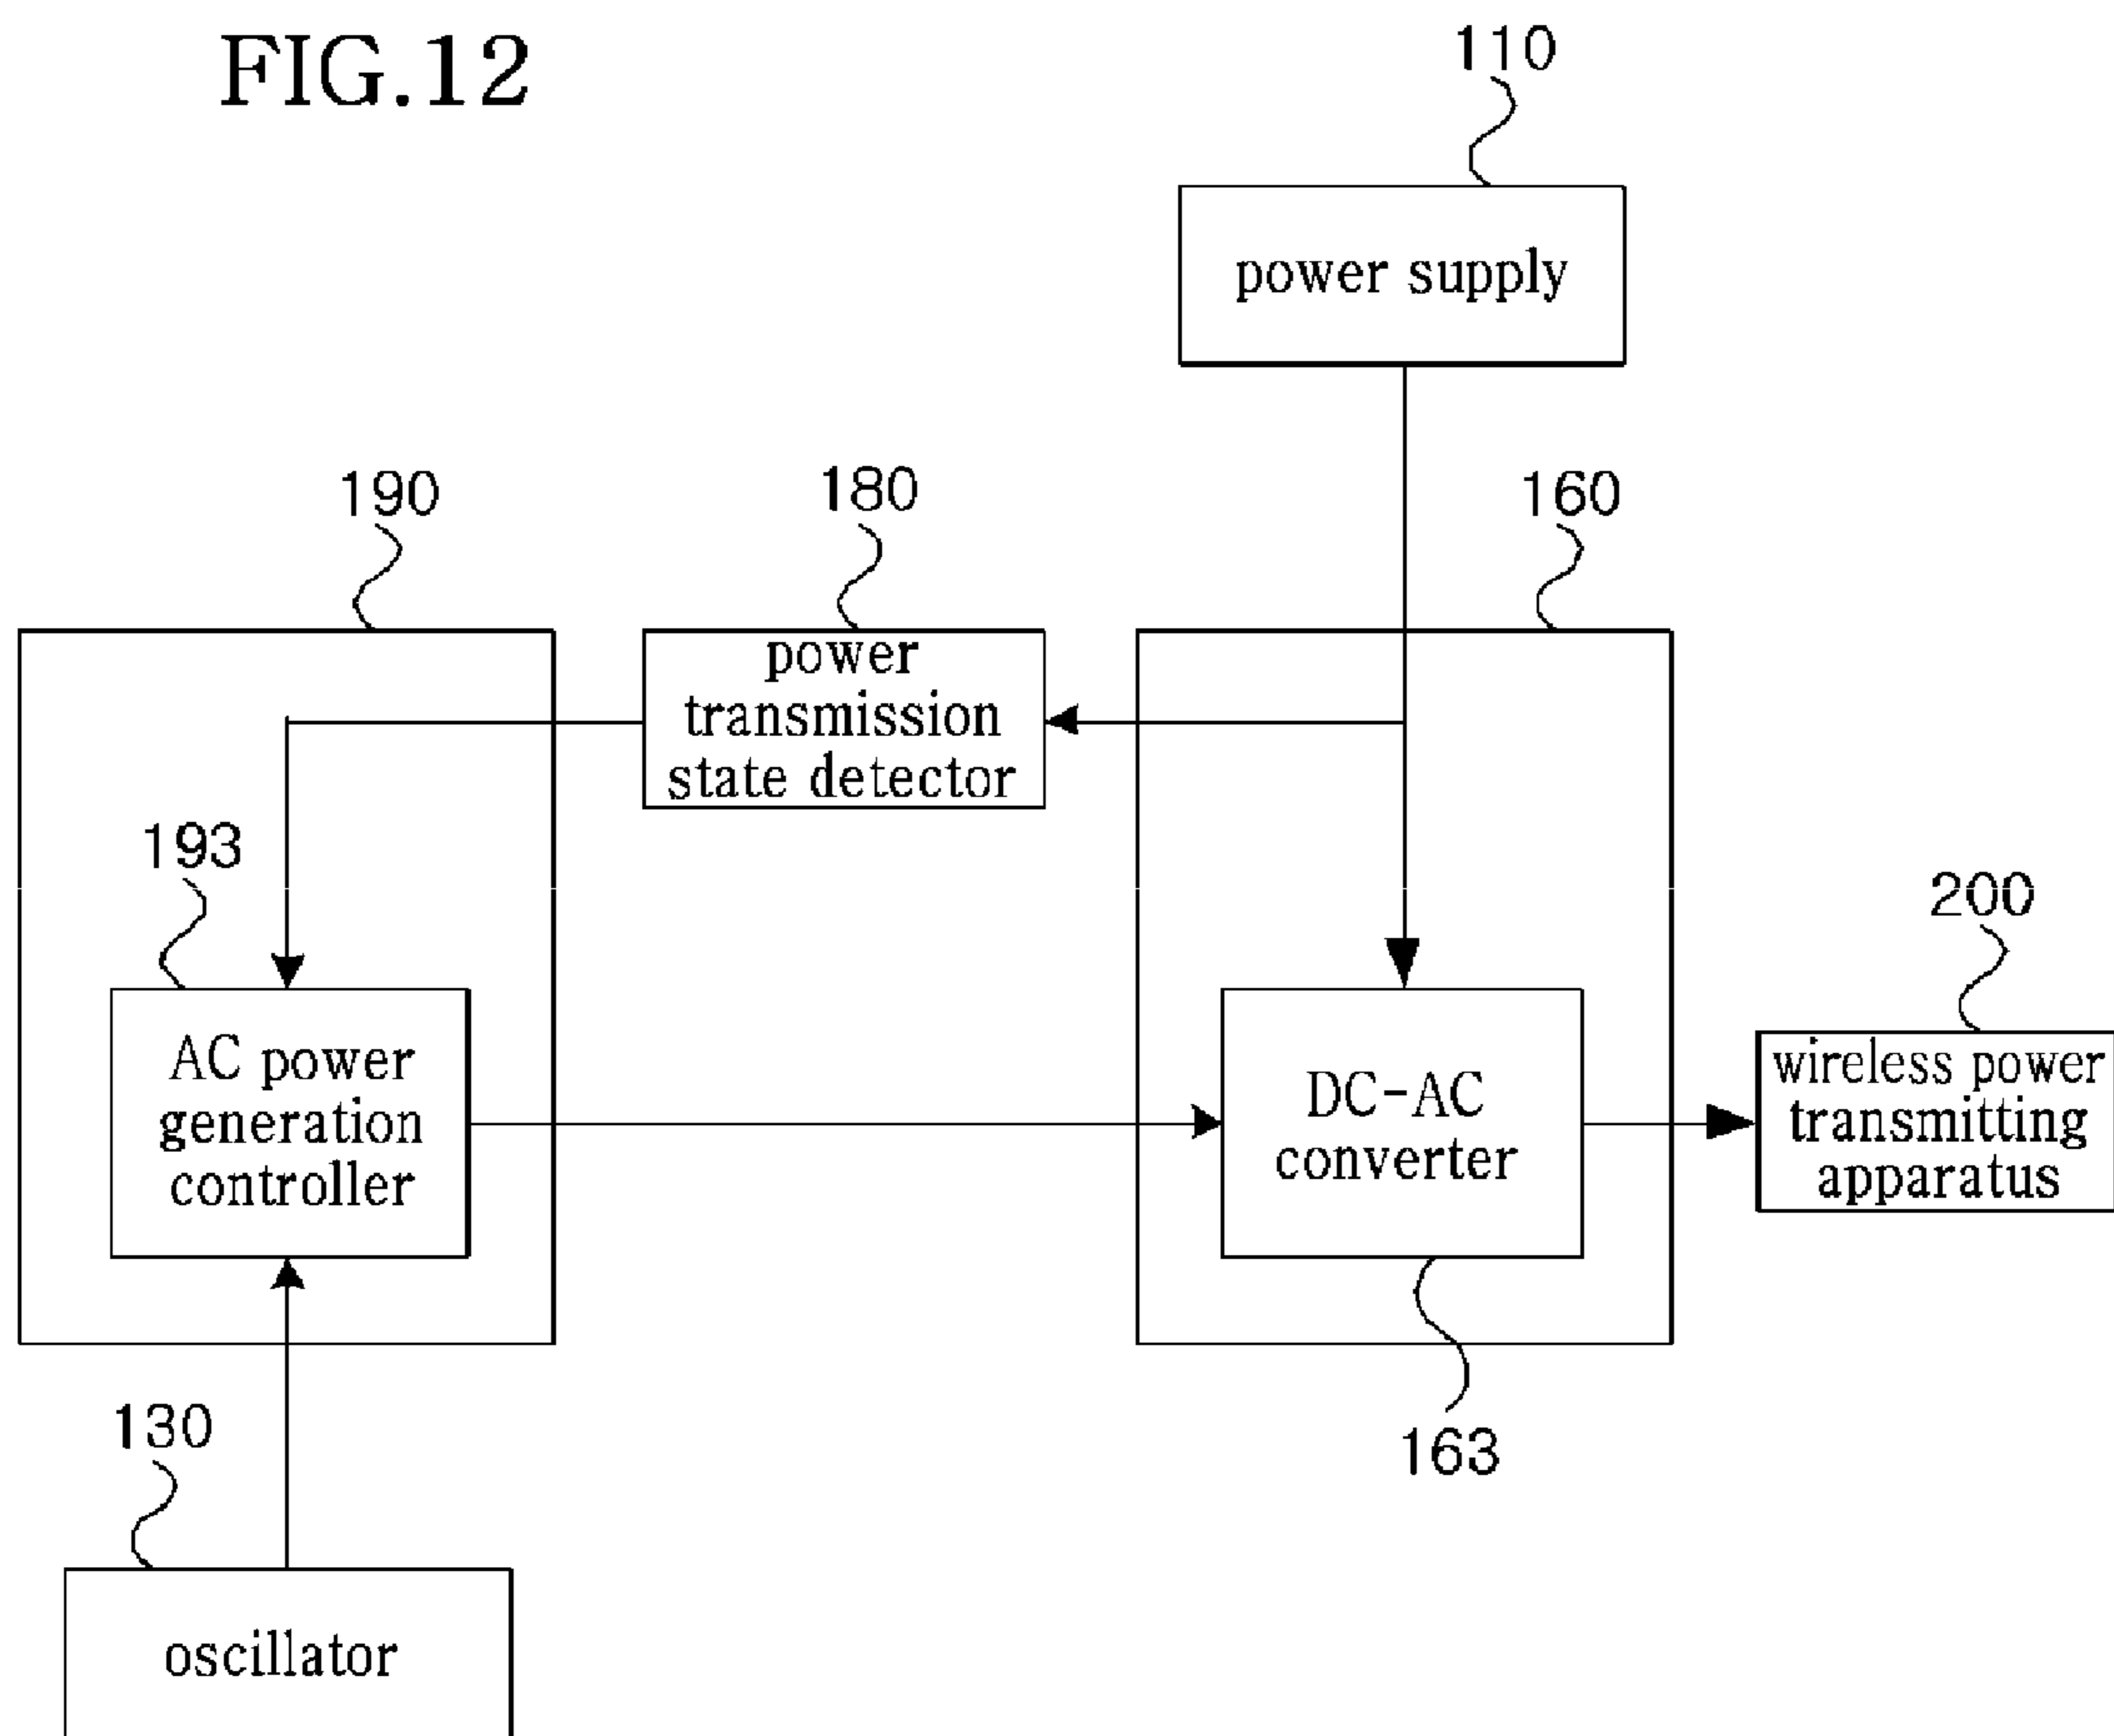 FIG.12
110
power supply
190
180
160
power
transmission
state detector
193
200
AC power
generation
controller
DC-AC
converter
wireless power
transmitting
apparatus
130
163
oscillator